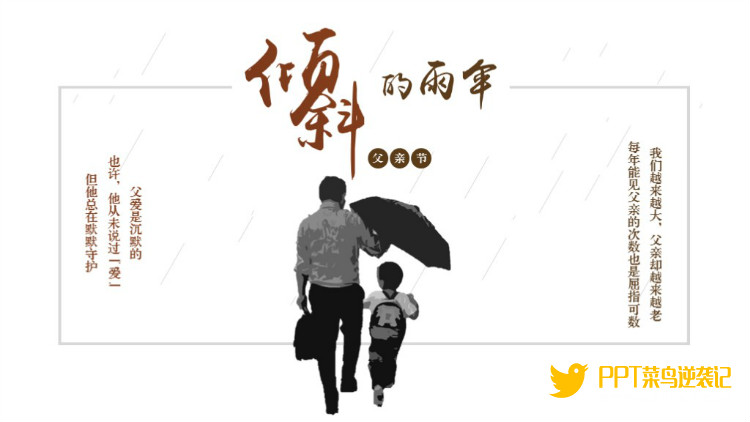 倾斜的雨伞
父亲节
父爱是沉默的
也许，他从未说过「爱」
但他总在默默守护
我们越来越大，父亲却越来越老
每年能见父亲的次数也是屈指可数
PPT菜鸟逆袭记